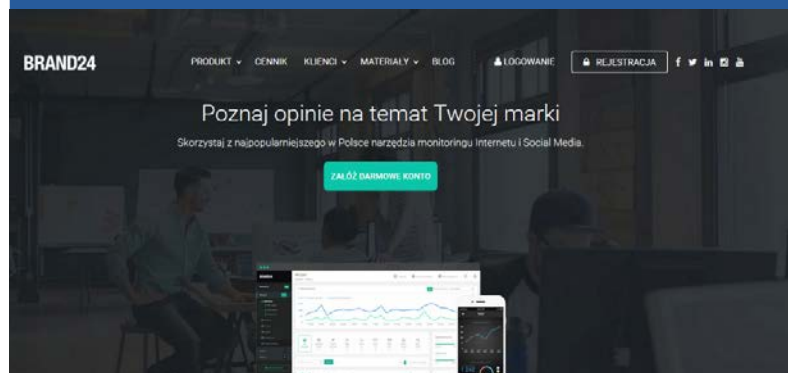 BRAND24
PRODUKT CENNIK KLIENCI MATERIAŁY BLOG LOGOWANIE REJESTRACJA
Poznaj opinie na temat Twojej marki
Skorzystaj z najpopularniejszego w Polsce narzędzia monitoringu Internetu i Social Media.
ZAŁÓŻ DARMOWE KONTO